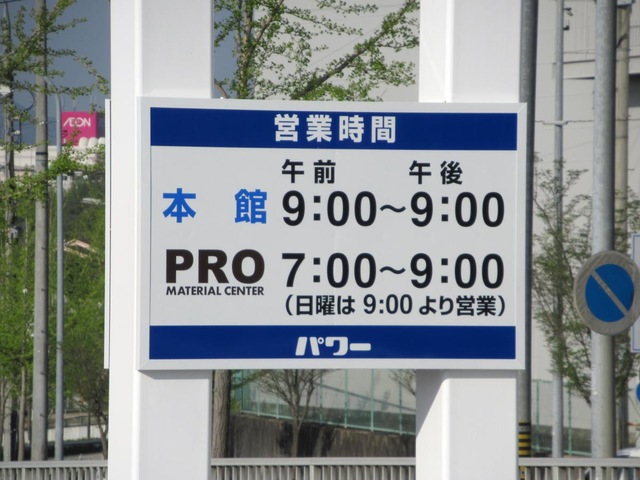 AEON
営業時間
午前 午後
本館 9:00〜9:00
PRO 7:00〜9:00
MATERIAL CENTER
（日曜は 9:00 より営業）
パワー